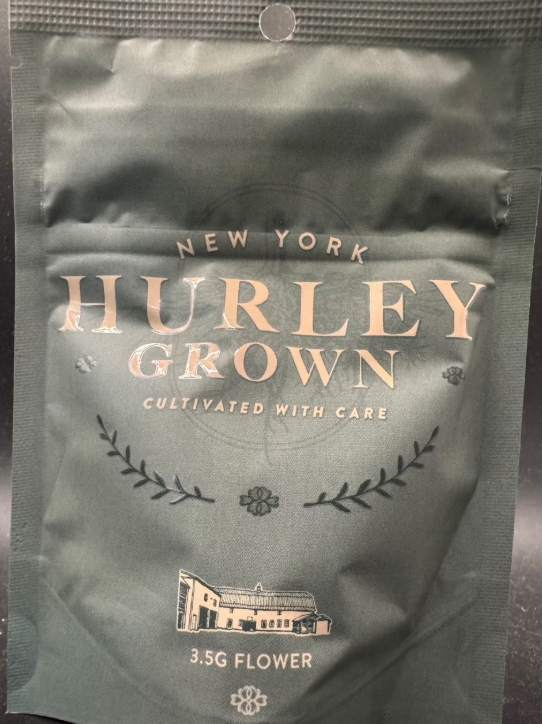 NEW YORK
HURLEY
GROWN
CULTIVATED WITH CARE
3.5G FLOWER